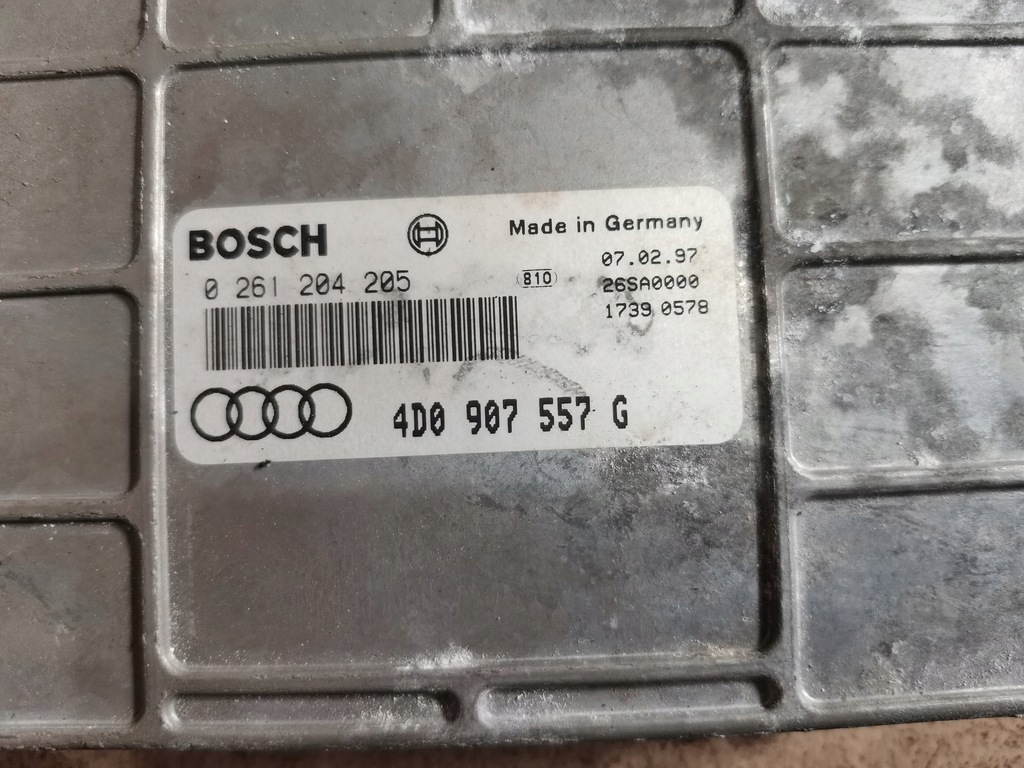 BOSCH
Made in Germany
0 261 204 205
810
07.02.97
26SA0000
1739 0578
4D0 907 557 G